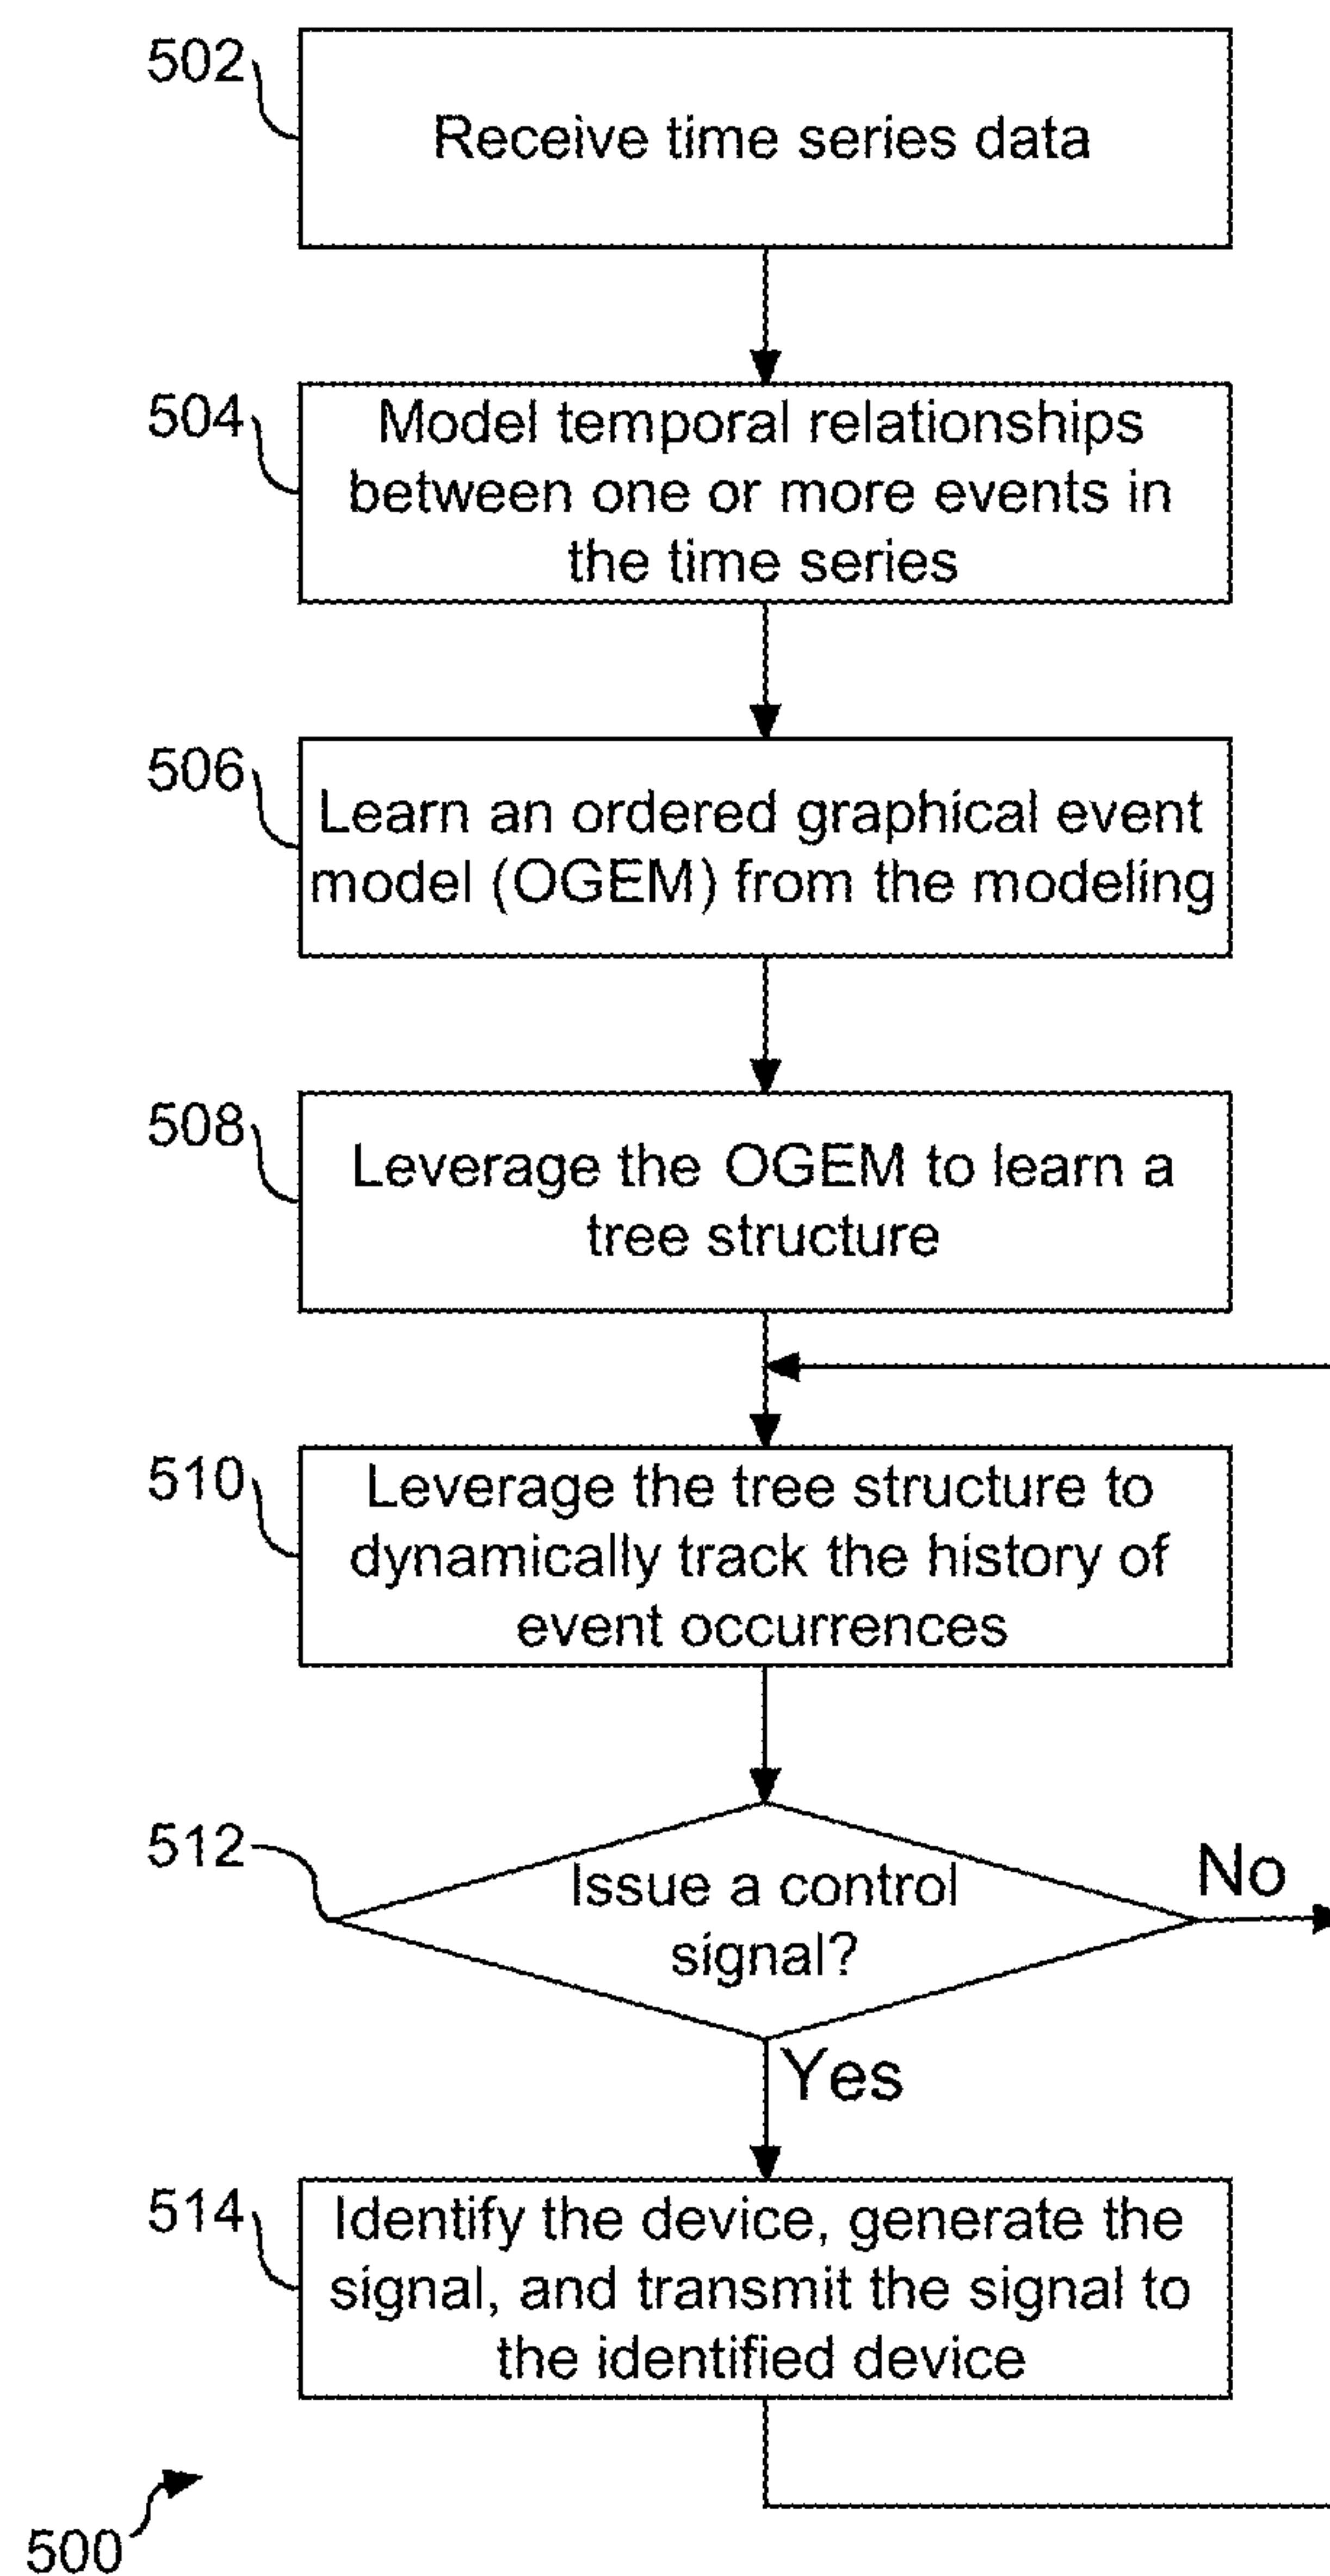 502
Receive time series data
504
Model temporal relationships
between one or more events in
the time series
506
Learn an ordered graphical event
model (OGEM) from the modeling
508
Leverage the OGEM to learn a
tree structure
510
Leverage the tree structure to
dynamically track the history of
event occurrences
512
Issue a control
signal?
No
Yes
514
Identify the device, generate the
signal, and transmit the signal to
the identified device
500